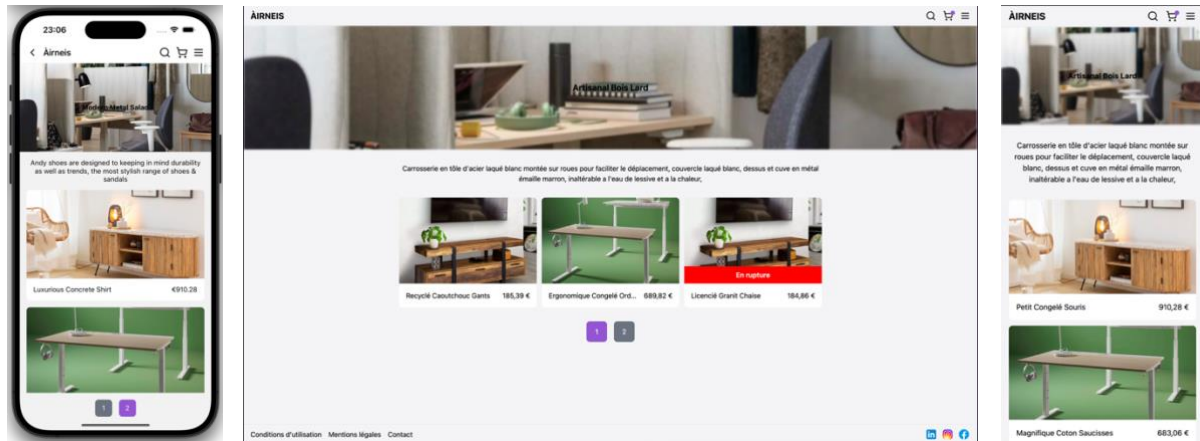 23:06
Àirneis
Modern Metal Salad
Andy shoes are designed to keeping in mind durability
as well as trends, the most stylish range of shoes &
sandals
Luxurious Concrete Shirt €910.28
1 2
ÀIRNEIS
Artisanal Bois Lard
Carrosserie en tôle d'acier laqué blanc montée sur roues pour faciliter le déplacement, couvercle laqué blanc, dessus et cuve en métal
émaille marron, inaltérable a l'eau de lessive et a la chaleur,
En rupture
Recyclé Caoutchouc Gants 185,39 € Ergonomique Congelé Ord... 689,82 € Licencié Granit Chaise 184,86 €
1 2
Conditions d'utilisation Mentions légales Contact
ÀIRNEIS
Artisanal Bois Lard
Carrosserie en tôle d'acier laqué blanc montée sur
roues pour faciliter le déplacement, couvercle laqué
blanc, dessus et cuve en métal émaille marron,
inaltérable a l'eau de lessive et a la chaleur,
Petit Congelé Souris 910,28 €
Magnifique Coton Saucisses 683,06 €